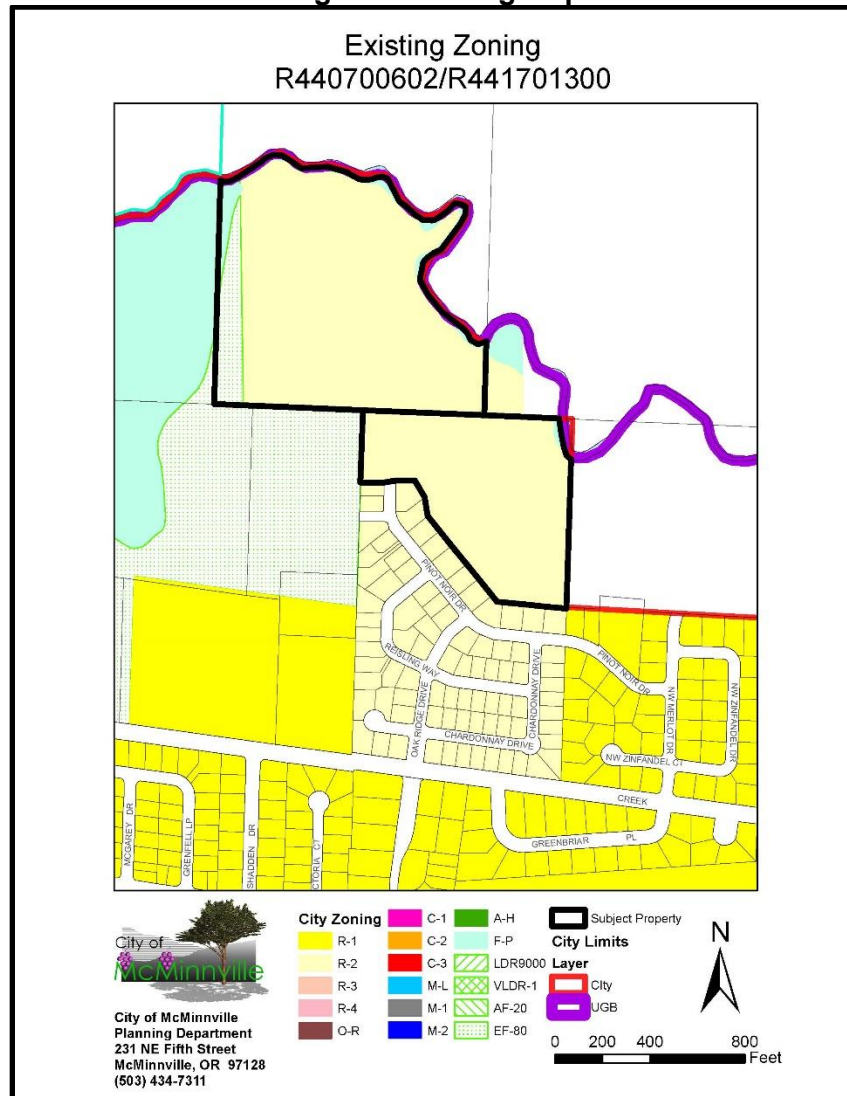 Existing Zoning
R440700602/R441701300
PINOT NOIR DR
REISLING WAY
OAK RIDGE DRIVE
CHARDONNAY DRIVE
CHARDONNAY DRIVE
PINOT NOIR DR
NW MERLOT DR
NW ZINFANDEL DR
NW ZINFANDEL CT
CREEK
GREENBRIAR PL
MCGAREY DR
GRENFELL LP
SHADDEN DR
CTORIA CT
City of
McMinnville
City of McMinnville
Planning Department
231 NE Fifth Street
McMinnville, OR 97128
(503) 434-7311
City Zoning
R-1
R-2
R-3
R-4
O-R
C-1
C-2
C-3
M-L
M-1
M-2
A-H
F-P
LDR9000
VLDR-1
AF-20
EF-80
Subject Property
City Limits
Layer
City
UGB
N
0 200 400 600 800
Feet